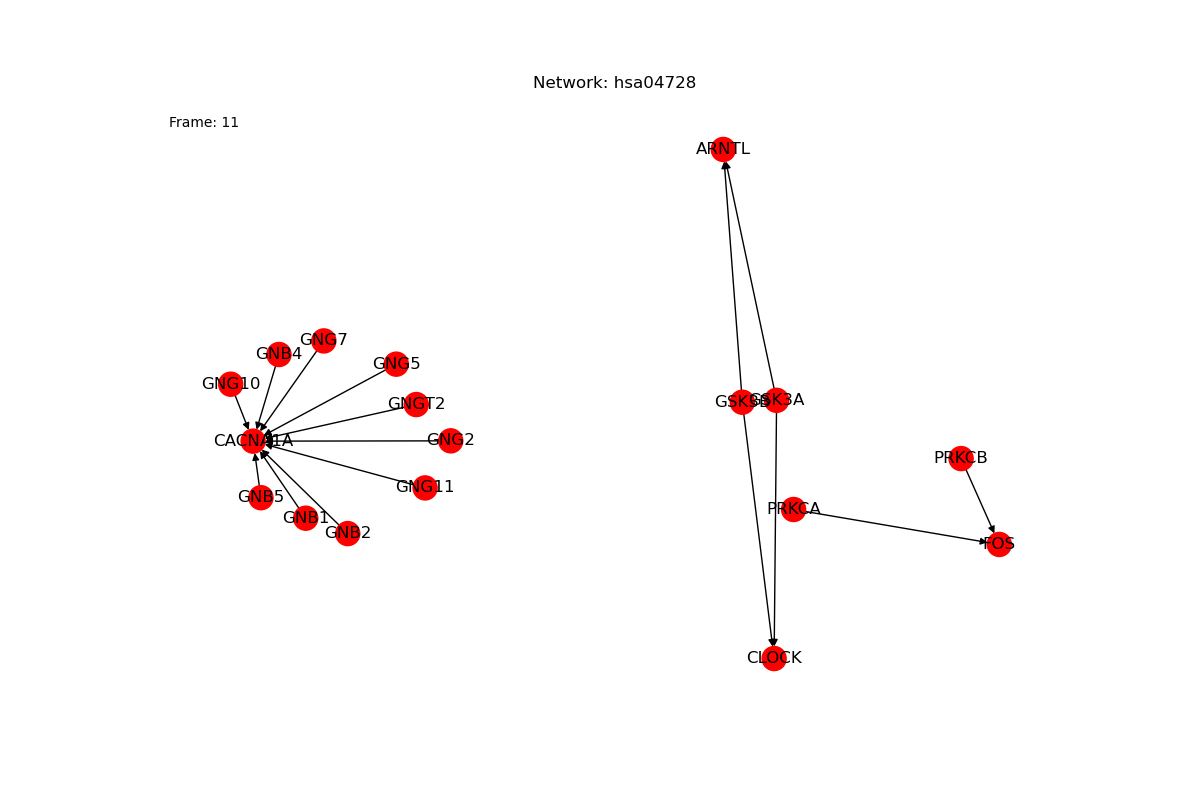 Network: hsa04728
Frame: 11
ARNTL
GNG7
GNB4
GNG5
GNG10
GNGT2
GSK3B
GSK3A
CACNA1A
GNG2
PRKCB
GNG11
GNB5
PRKCA
GNB1
GNB2
FOS
CLOCK